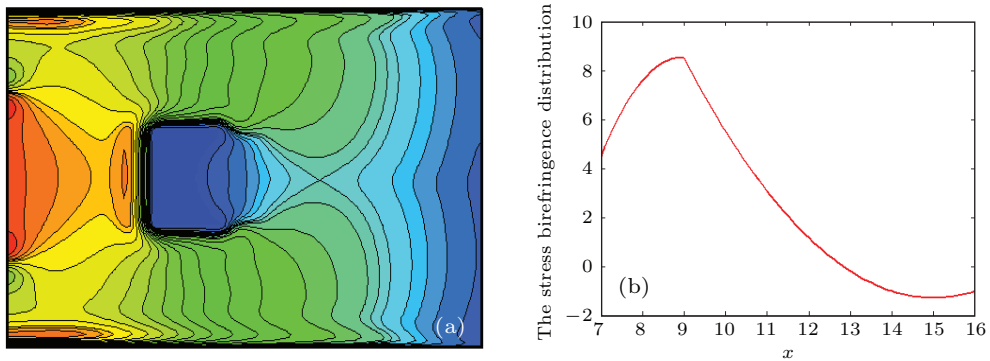 (a)
The stress birefringence distribution
10
8
6
4
2
0
−2
(b)
7 8 9 10 11 12 13 14 15 16
x